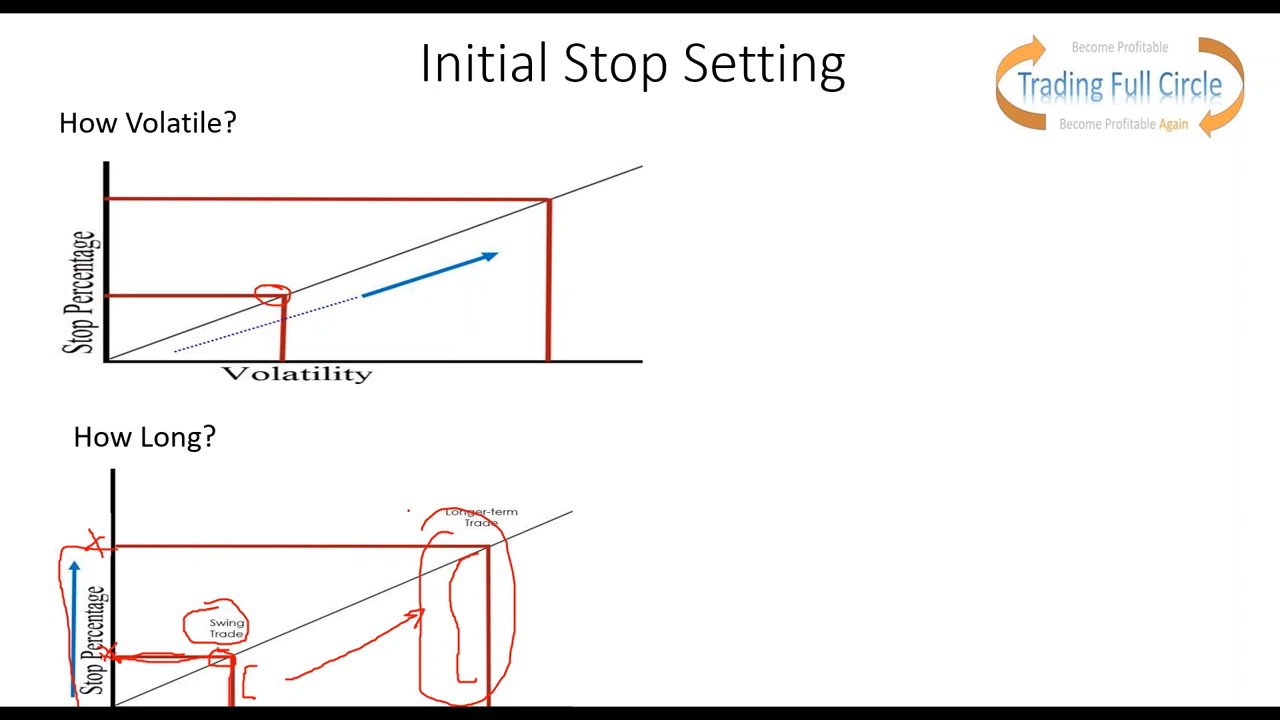 Initial Stop Setting
Become Profitable
Trading Full Circle
Become Profitable Again
How Volatile?
Stop Percentage
Volatility
How Long?
Longer-term
Trade
Swing
Trade
Stop Percentage